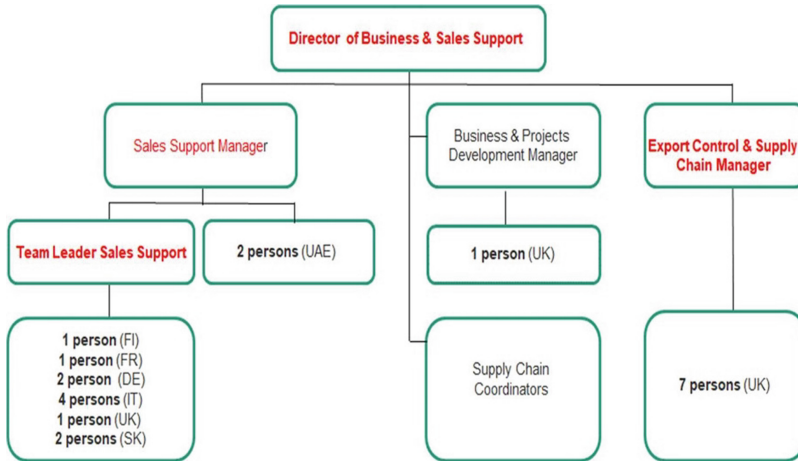 Director of Business & Sales Support
Sales Support Manager
Business & Projects
Development Manager
Export Control & Supply
Chain Manager
Team Leader Sales Support
2 persons (UAE)
1 person (UK)
1 person (FI)
1 person (FR)
2 person (DE)
4 persons (IT)
1 person (UK)
2 persons (SK)
Supply Chain
Coordinators
7 persons (UK)